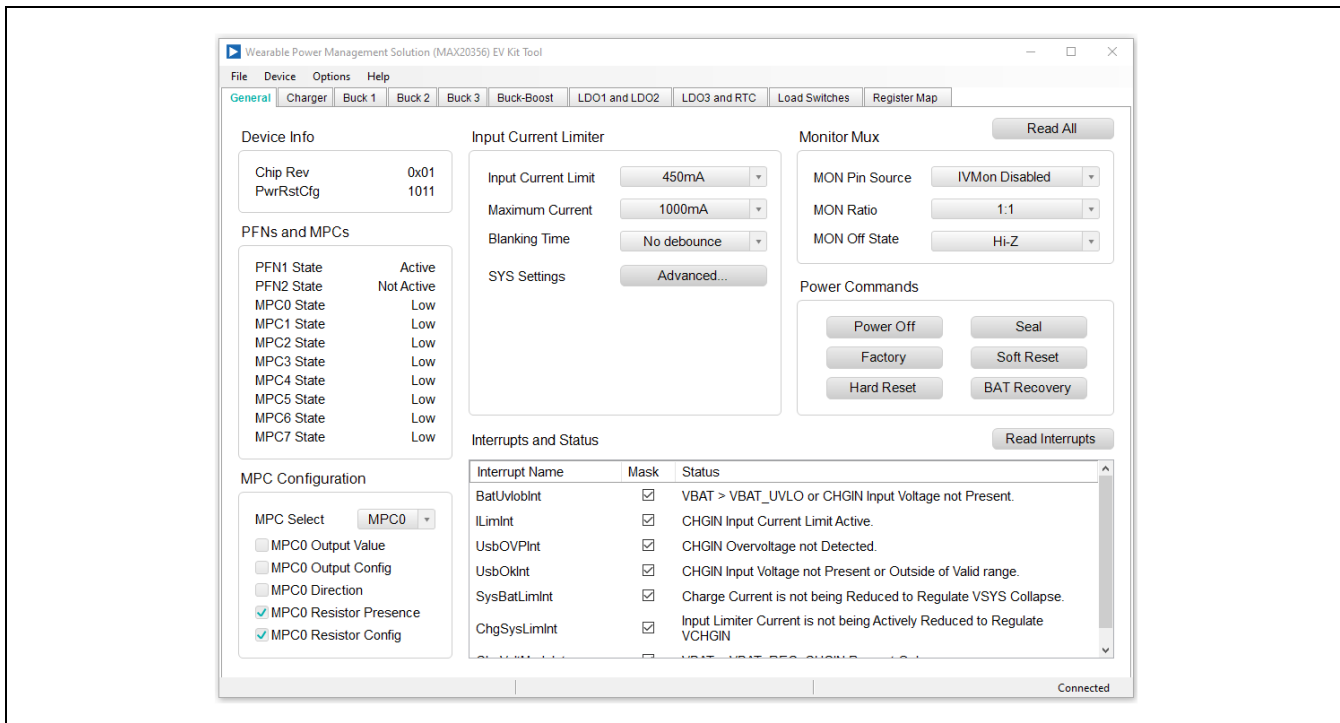 Wearable Power Management Solution (MAX20356) EV Kit Tool
File Device Options Help
General Charger Buck 1 Buck 2 Buck 3 Buck-Boost LDO1 and LDO2 LDO3 and RTC Load Switches Register Map
Read All
Device Info
Chip Rev 0x01
PwrRstCfg 1011
PFNs and MPCs
PFN1 State Active
PFN2 State Not Active
MPC0 State Low
MPC1 State Low
MPC2 State Low
MPC3 State Low
MPC4 State Low
MPC5 State Low
MPC6 State Low
MPC7 State Low
MPC Configuration
MPC Select MPC0
MPC0 Output Value
MPC0 Output Config
MPC0 Direction
MPC0 Resistor Presence
MPC0 Resistor Config
Input Current Limiter
Input Current Limit 450mA
Maximum Current 1000mA
Blanking Time No debounce
SYS Settings Advanced...
Monitor Mux
MON Pin Source IVMon Disabled
MON Ratio 1:1
MON Off State Hi-Z
Power Commands
Power Off Seal
Factory Soft Reset
Hard Reset BAT Recovery
Interrupts and Status
Read Interrupts
Interrupt Name Mask Status
BatUvlobInt VBAT > VBAT_UVLO or CHGIN Input Voltage not Present.
ILimInt CHGIN Input Current Limit Active.
UsbOVPInt CHGIN Overvoltage not Detected.
UsbOkInt CHGIN Input Voltage not Present or Outside of Valid range.
SysBatLimInt Charge Current is not being Reduced to Regulate VSYS Collapse.
ChgSysLimInt Input Limiter Current is not being Actively Reduced to Regulate
VCHGIN
Connected